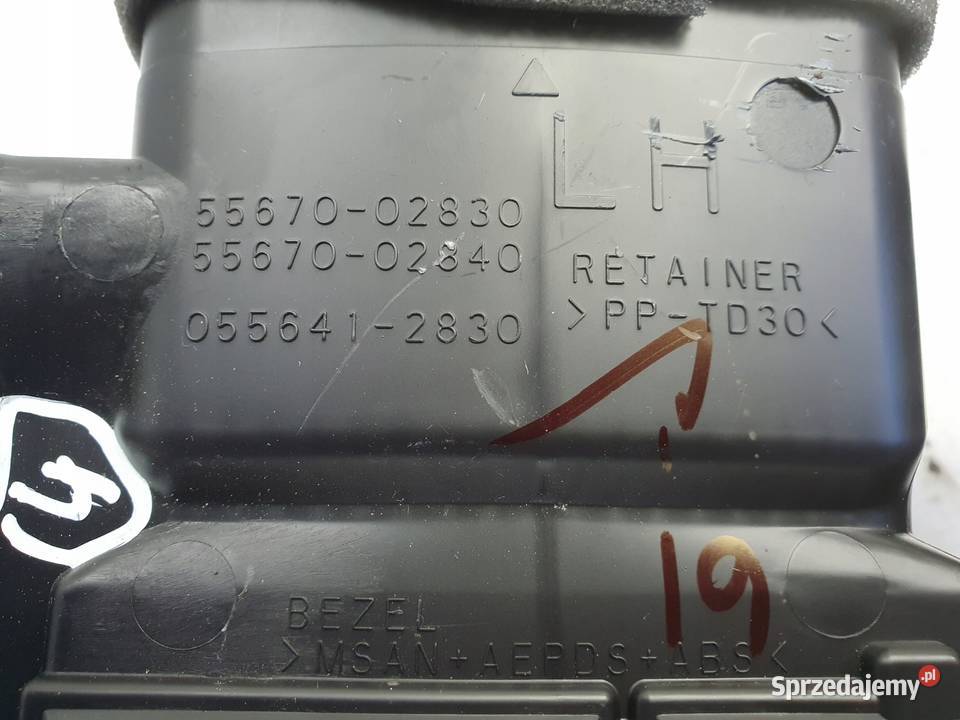 LH
55670-02830
55670-02840
055641-2830
RETAINER
>PP-TD30<
4
19
BEZEL
>MSAN+AEPDS+ABS<
Sprzedajemy.pl